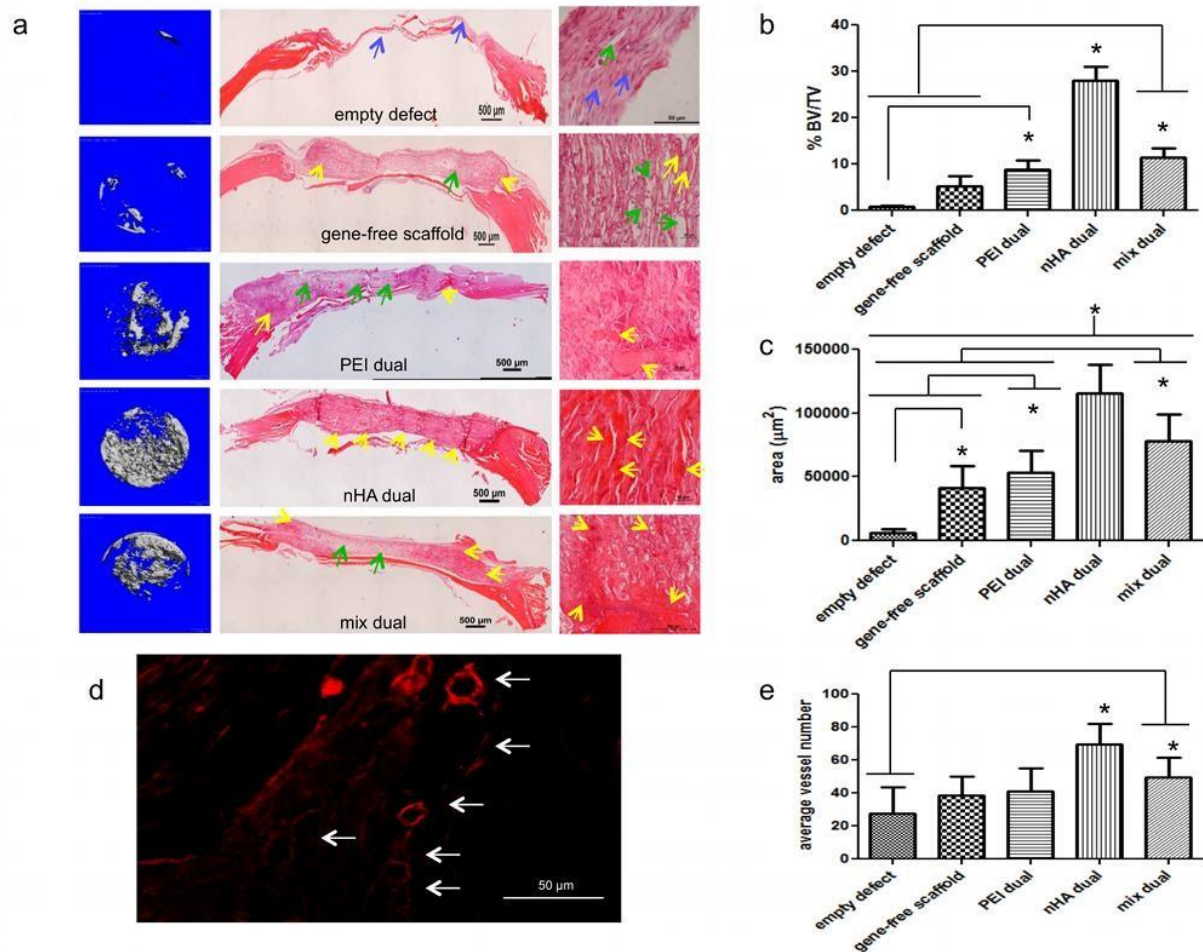 a
empty defect
500 µm
50 µm
gene-free scaffold
500 µm
PEI dual
500 µm
nHA dual
500 µm
mix dual
500 µm
b
% BV/TV
40
30
20
10
0
*
*
*
empty defect
gene-free scaffold
PEI dual
nHA dual
mix dual
c
area (µm²)
150000
100000
50000
0
*
*
*
*
empty defect
gene-free scaffold
PEI dual
nHA dual
mix dual
d
50 µm
e
average vessel number
100
80
60
40
20
0
*
*
empty defect
gene-free scaffold
PEI dual
nHA dual
mix dual